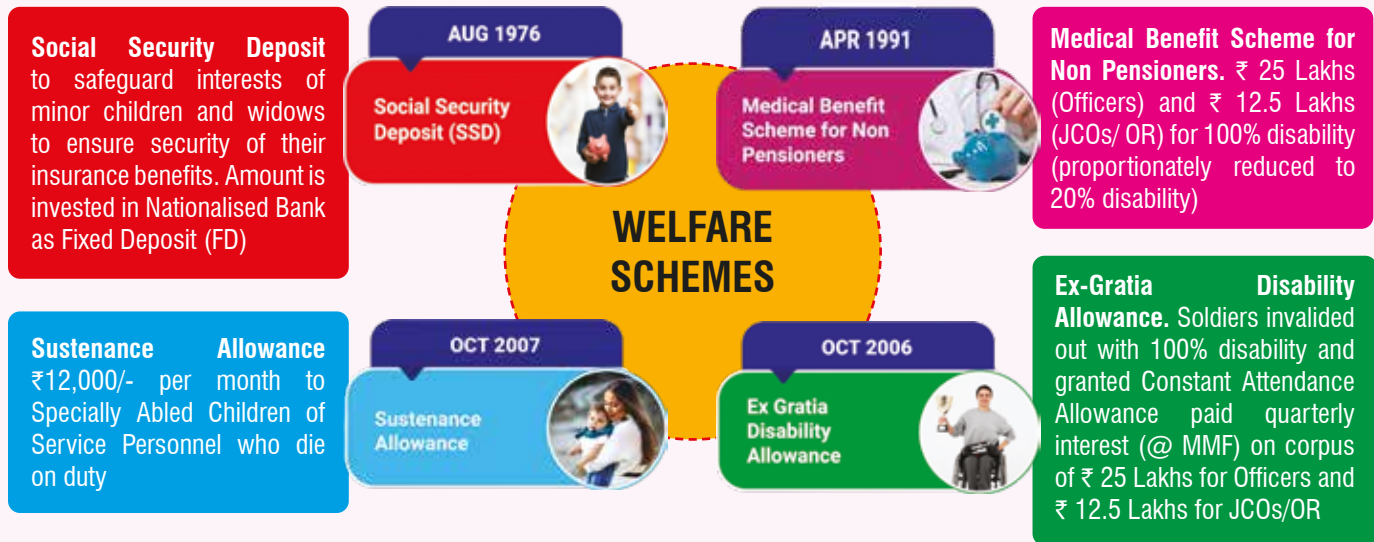 Social Security Deposit
to safeguard interests of
minor children and widows
to ensure security of their
insurance benefits. Amount is
invested in Nationalised Bank
as Fixed Deposit (FD)
AUG 1976
Social Security
Deposit (SSD)
APR 1991
Medical Benefit
Scheme for Non
Pensioners
Medical Benefit Scheme for
Non Pensioners. ₹ 25 Lakhs
(Officers) and ₹ 12.5 Lakhs
(JCOs/ OR) for 100% disability
(proportionately reduced to
20% disability)
WELFARE
SCHEMES
Sustenance Allowance
₹12,000/- per month to
Specially Abled Children of
Service Personnel who die
on duty
OCT 2007
Sustenance
Allowance
OCT 2006
Ex Gratia
Disability
Allowance
Ex-Gratia Disability
Allowance. Soldiers invalided
out with 100% disability and
granted Constant Attendance
Allowance paid quarterly
interest (@ MMF) on corpus
of ₹ 25 Lakhs for Officers and
₹ 12.5 Lakhs for JCOs/OR